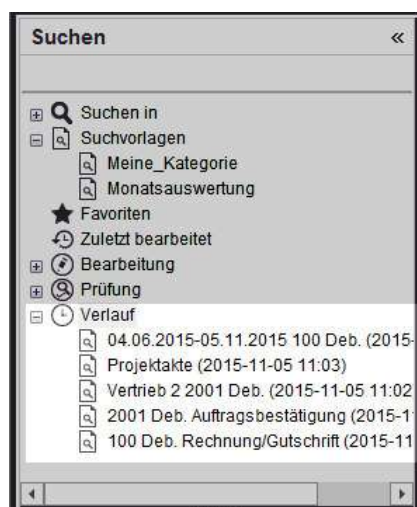 Suchen «
Suchen in
Suchvorlagen
Meine_Kategorie
Monatsauswertung
Favoriten
Zuletzt bearbeitet
Bearbeitung
Prüfung
Verlauf
04.06.2015-05.11.2015 100 Deb. (2015-
Projektakte (2015-11-05 11:03)
Vertrieb 2 2001 Deb. (2015-11-05 11:02
2001 Deb. Auftragsbestätigung (2015-1
100 Deb. Rechnung/Gutschrift (2015-11